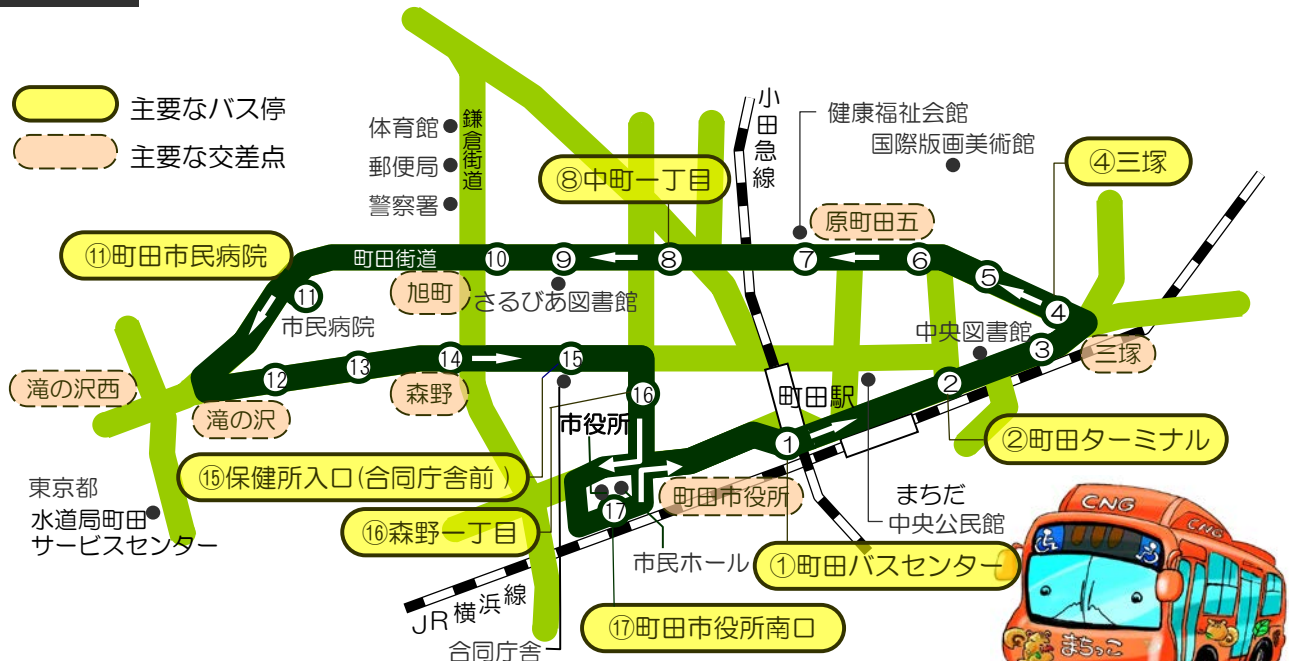 主要なバス停
主要な交差点
体育館
郵便局
警察署
鎌倉街道
小田急線
健康福祉会館
国際版画美術館
④三塚
⑧中町一丁目
原町田五
⑪町田市民病院
町田街道
10
9
8
7
6
5
4
旭町
さるびあ図書館
11
市民病院
中央図書館
3
三塚
滝の沢西
滝の沢
12
13
14
森野
15
16
2
町田駅
市役所
1
②町田ターミナル
⑮保健所入口(合同庁舎前)
町田市役所
東京都
水道局町田
サービスセンター
17
まちだ
中央公民館
⑯森野一丁目
市民ホール
①町田バスセンター
JR横浜線
⑰町田市役所南口
合同庁舎
CNG
CNG
まちっこ